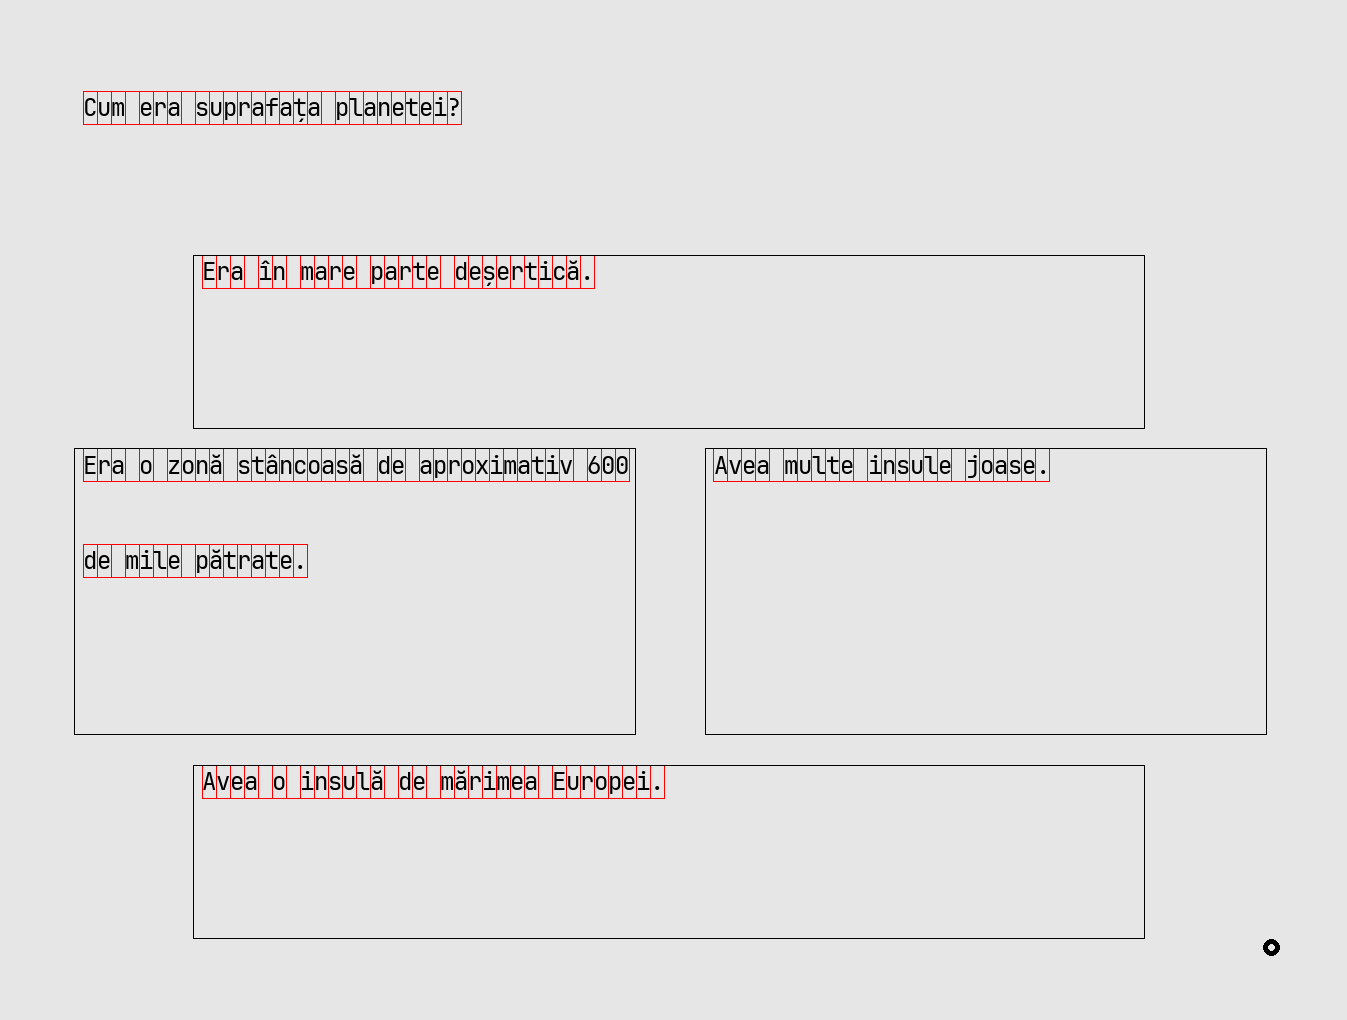 Cum era suprafața planetei?
Era în mare parte deșertică.
Era o zonă stâncoasă de aproximativ 600
de mile pătrate.
Avea multe insule joase.
Avea o insulă de mărimea Europei.